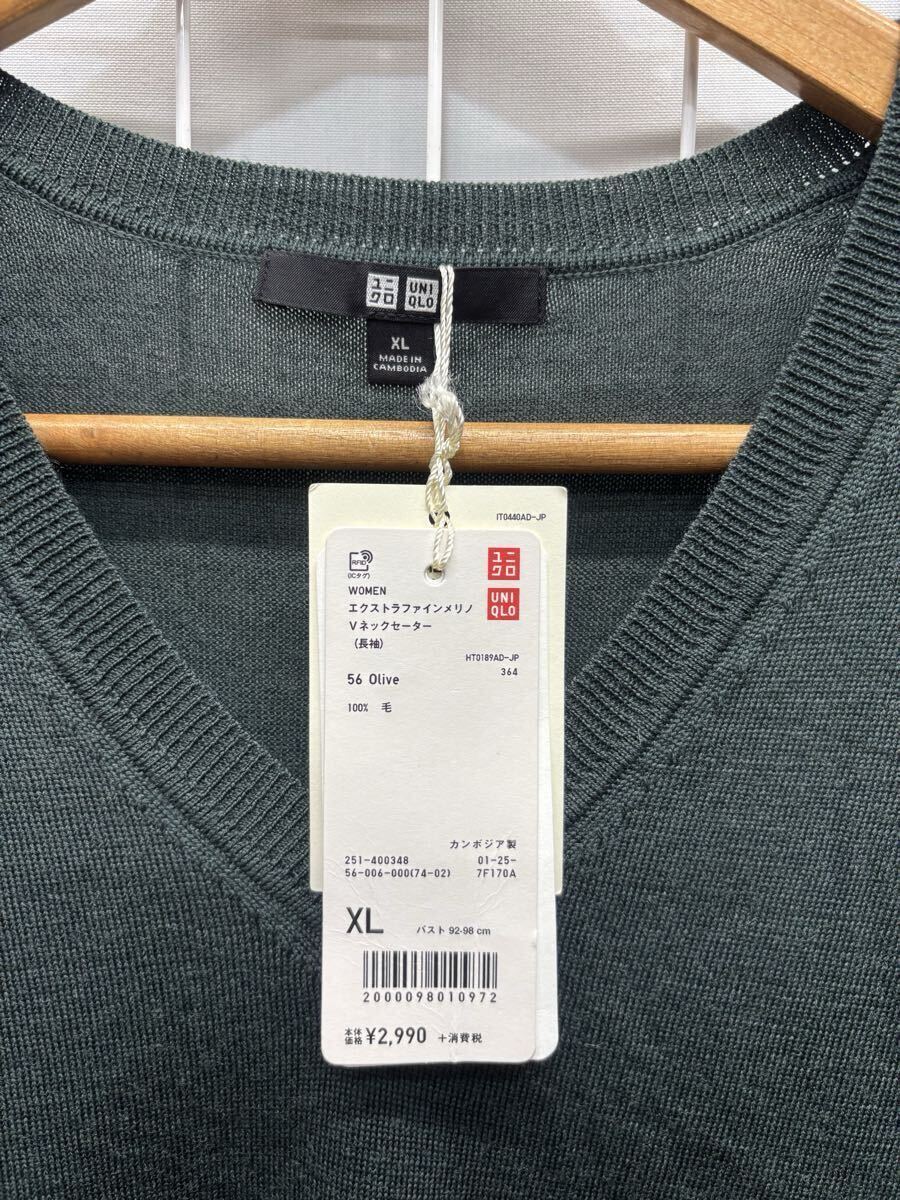 ユニ
クロ
UNI
QLO
XL
MADE IN
CAMBODIA
IT0440AD-JP
RFID
(ICタグ)
ユニ
クロ
UNI
QLO
WOMEN
エクストラファインメリノ
Vネックセーター
(長袖)
HT0189AD-JP
364
56 Olive
100% 毛
カンボジア製
251-400348 01-25-
56-006-000(74-02) 7F170A
XL バスト 92-98 cm
2000098010972
本体
価格 ¥2,990 +消費税